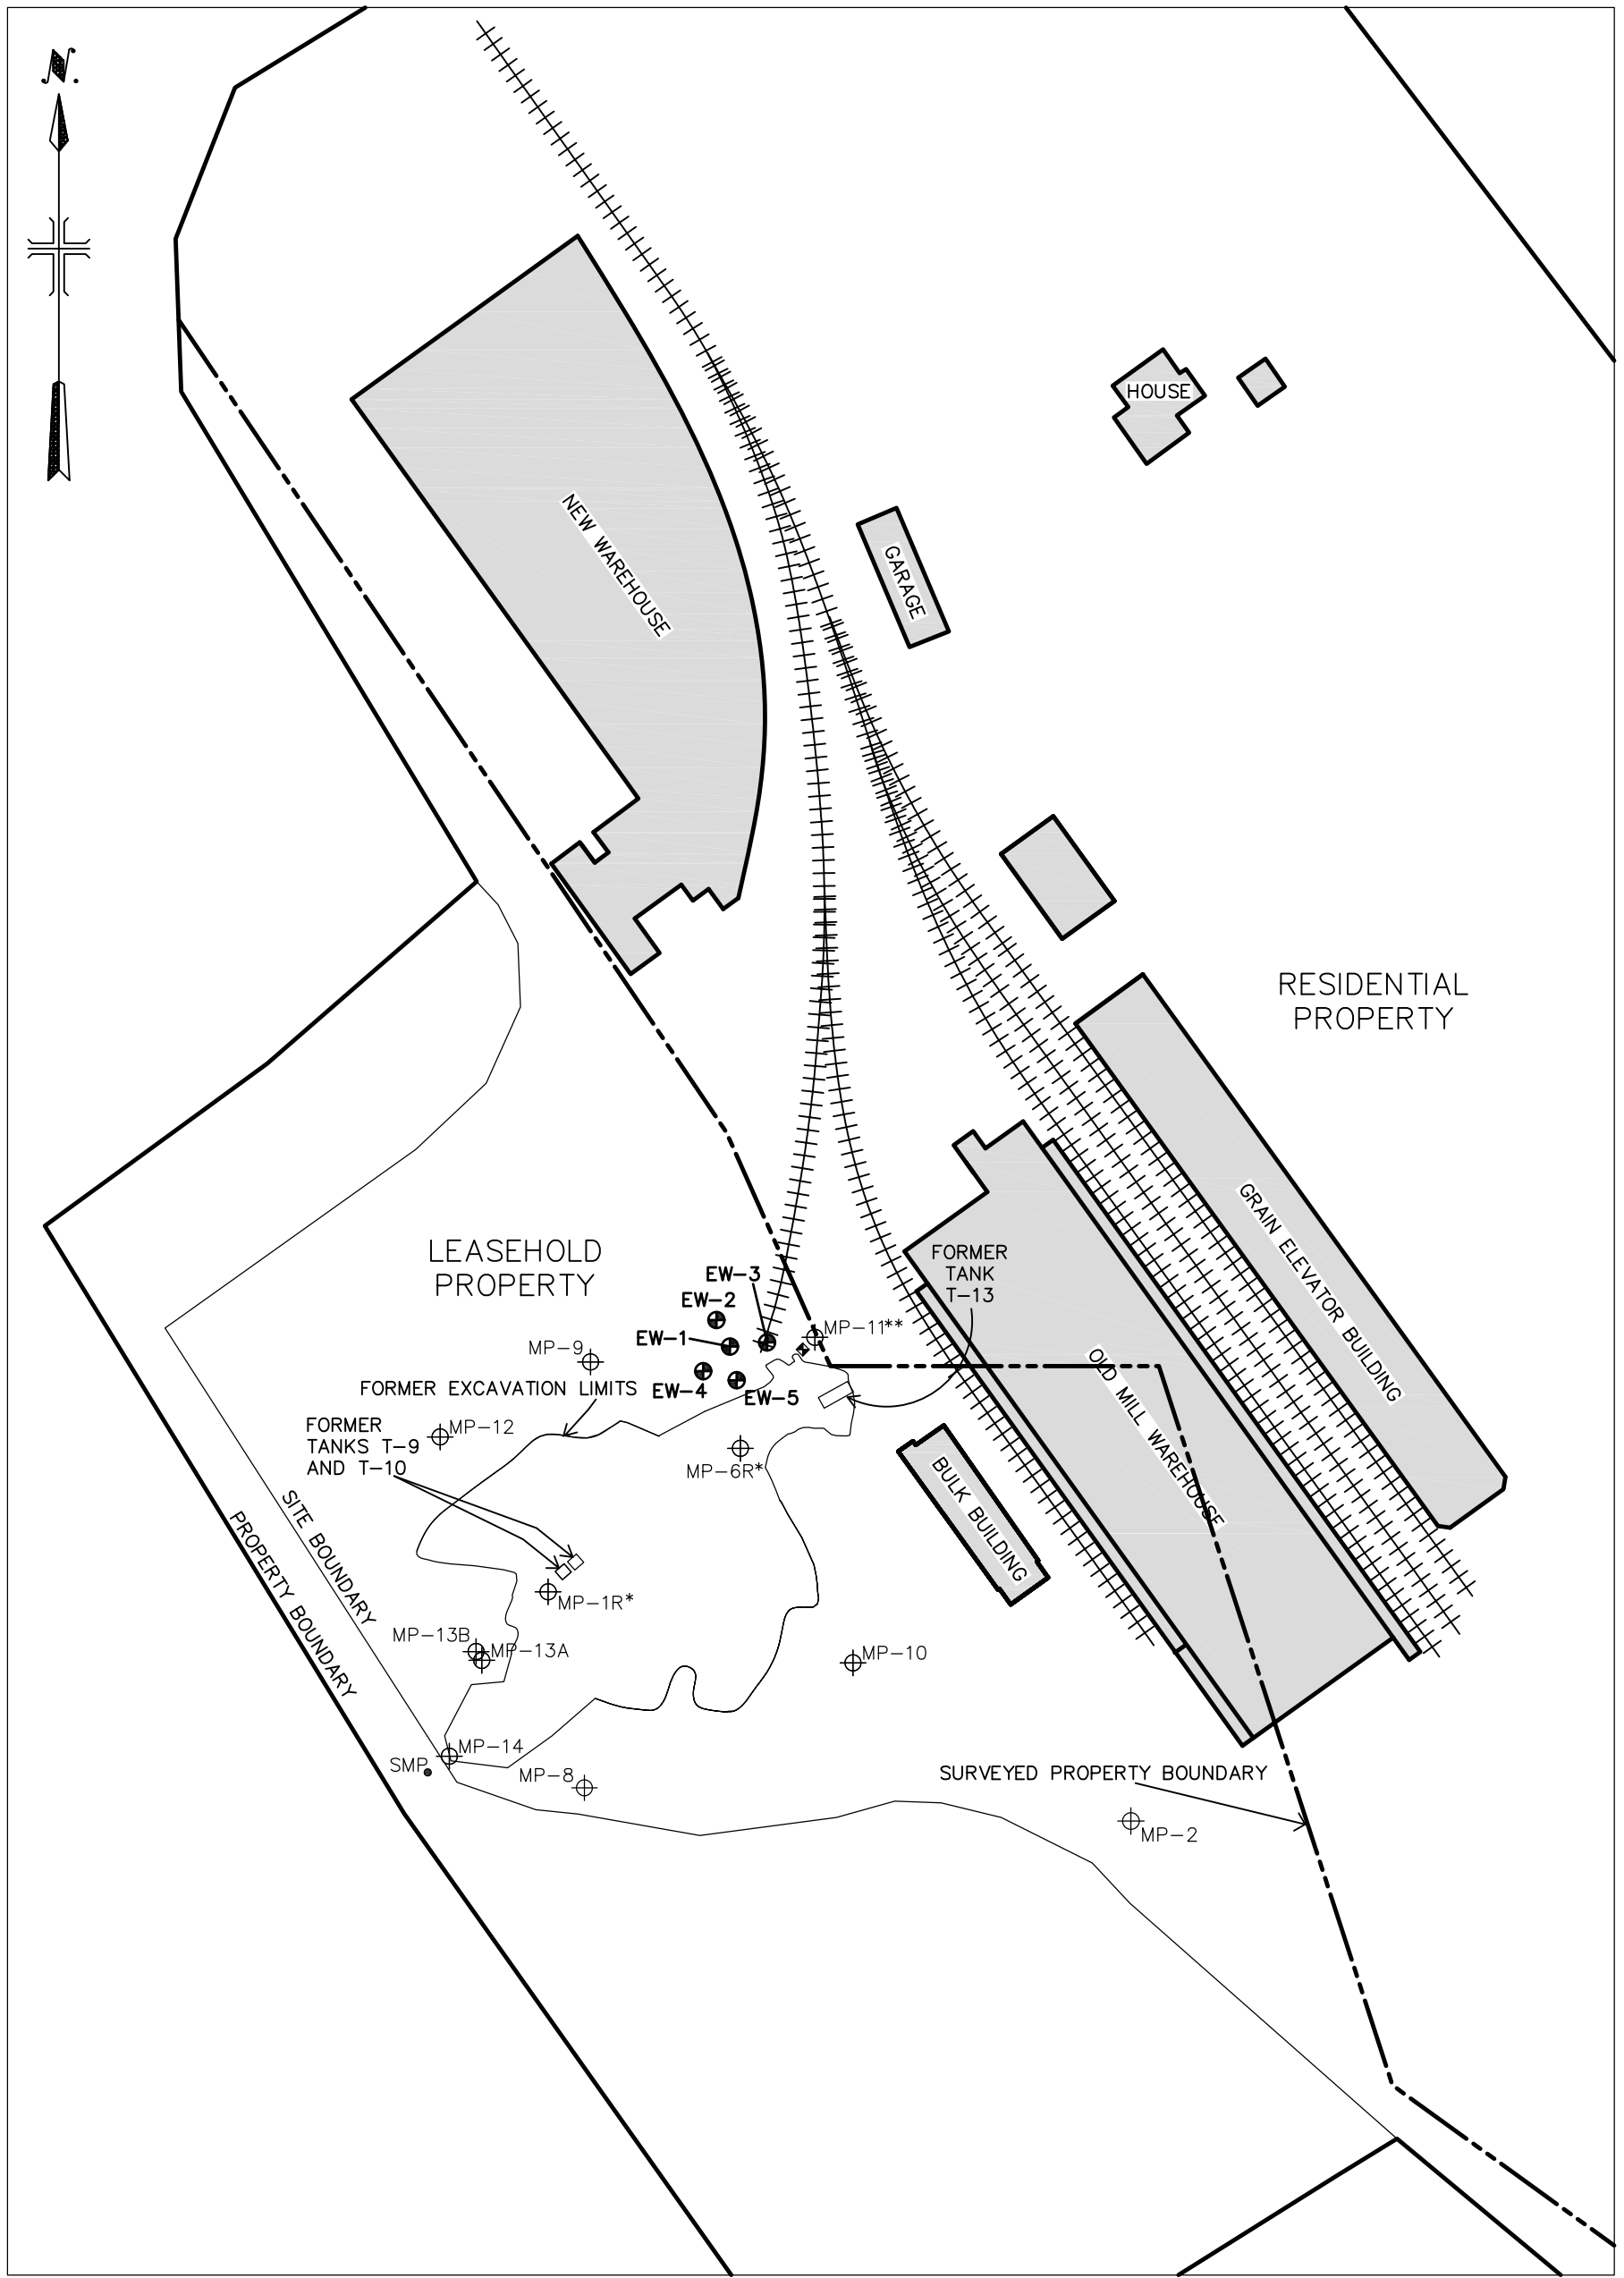 N.
HOUSE
NEW WAREHOUSE
GARAGE
RESIDENTIAL
PROPERTY
GRAIN ELEVATOR BUILDING
LEASEHOLD
PROPERTY
FORMER
TANK
T-13
EW-3
EW-2
EW-1
MP-11**
MP-9
EW-4
EW-5
OLD MILL WAREHOUSE
FORMER EXCAVATION LIMITS
MP-12
FORMER
TANKS T-9
AND T-10
MP-6R*
BULK BUILDING
SITE BOUNDARY
PROPERTY BOUNDARY
MP-1R*
MP-13B
MP-13A
MP-10
MP-14
SMP
MP-8
SURVEYED PROPERTY BOUNDARY
MP-2